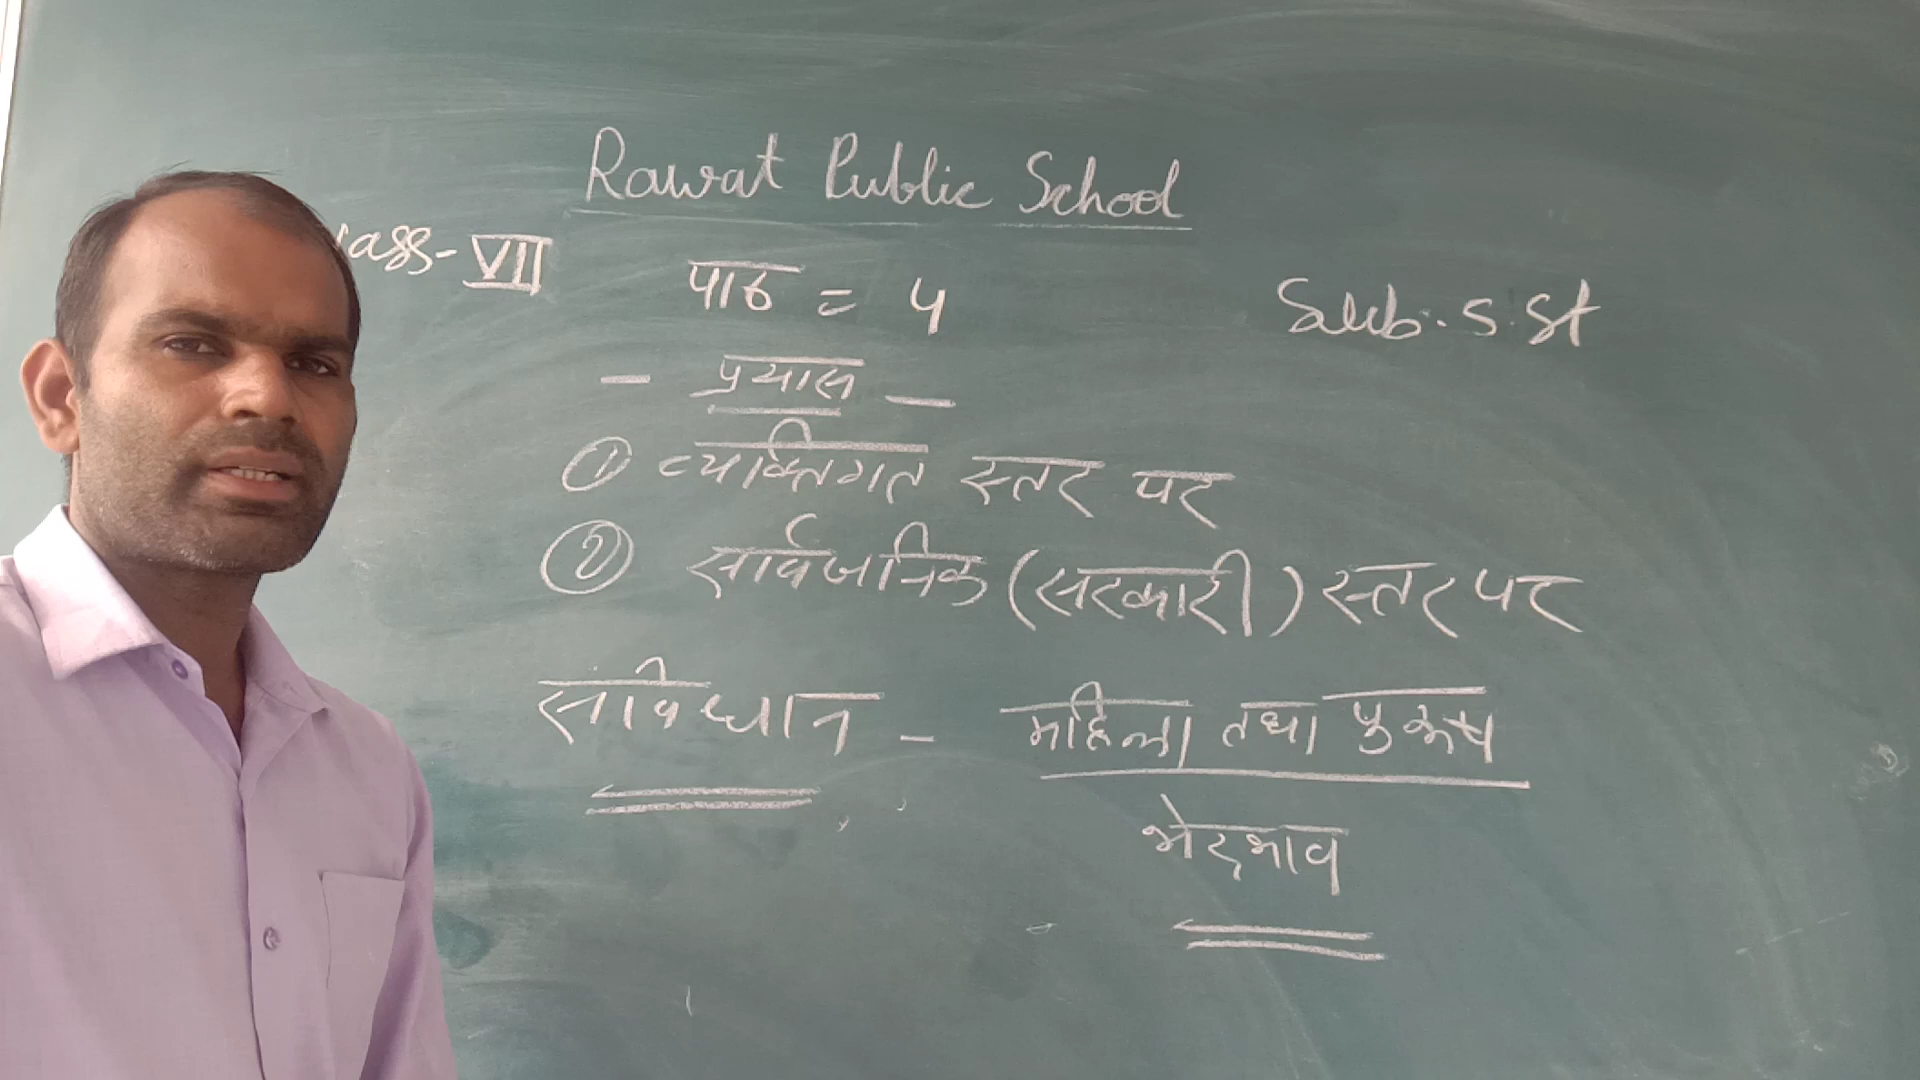 Rawat Public School
lass-VII
पाठ = 5
Sub. S.St
- प्रयास -
① व्यक्तिगत स्तर पर
② सार्वजनिक (सरकारी) स्तर पर
संविधान - महिला तथा पुरूष
भेदभाव